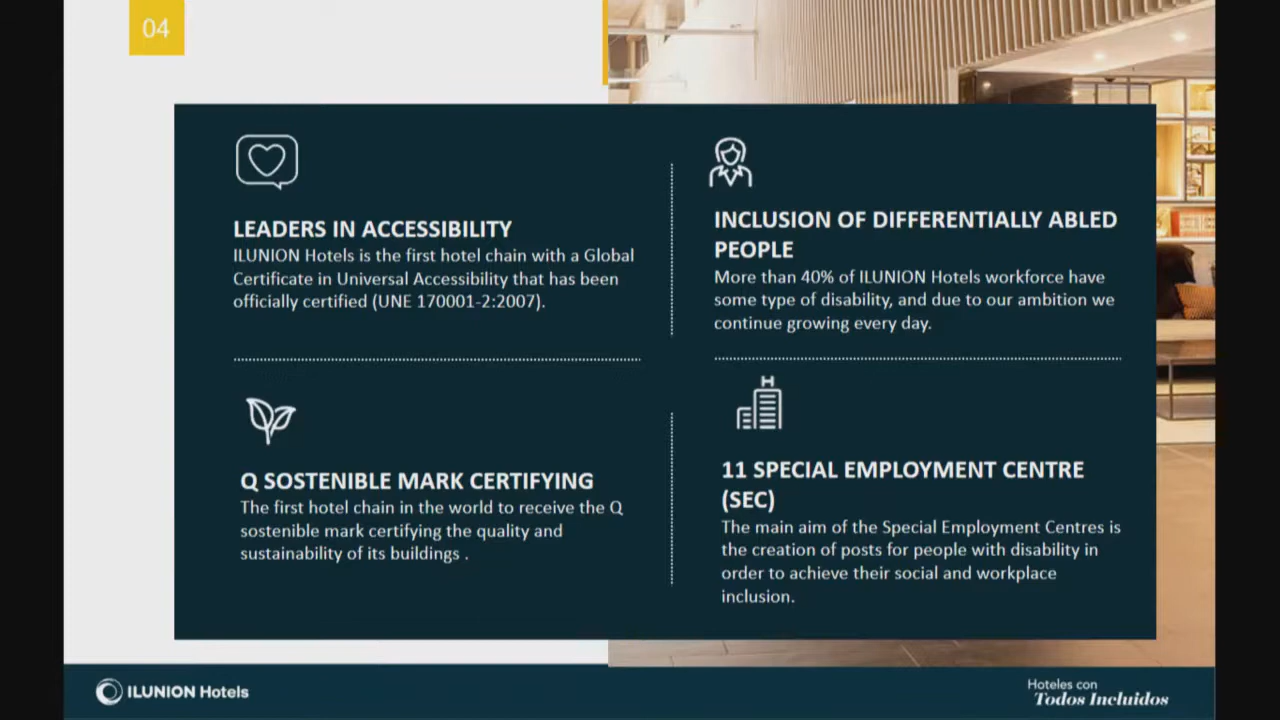 04
LEADERS IN ACCESSIBILITY
ILUNION Hotels is the first hotel chain with a Global
Certificate in Universal Accessibility that has been
officially certified (UNE 170001-2:2007).
INCLUSION OF DIFFERENTIALLY ABLED
PEOPLE
More than 40% of ILUNION Hotels workforce have
some type of disability, and due to our ambition we
continue growing every day.
Q SOSTENIBLE MARK CERTIFYING
The first hotel chain in the world to receive the Q
sostenible mark certifying the quality and
sustainability of its buildings .
H
11 SPECIAL EMPLOYMENT CENTRE
(SEC)
The main aim of the Special Employment Centres is
the creation of posts for people with disability in
order to achieve their social and workplace
inclusion.
ILUNION Hotels
Hoteles con
Todos Incluidos